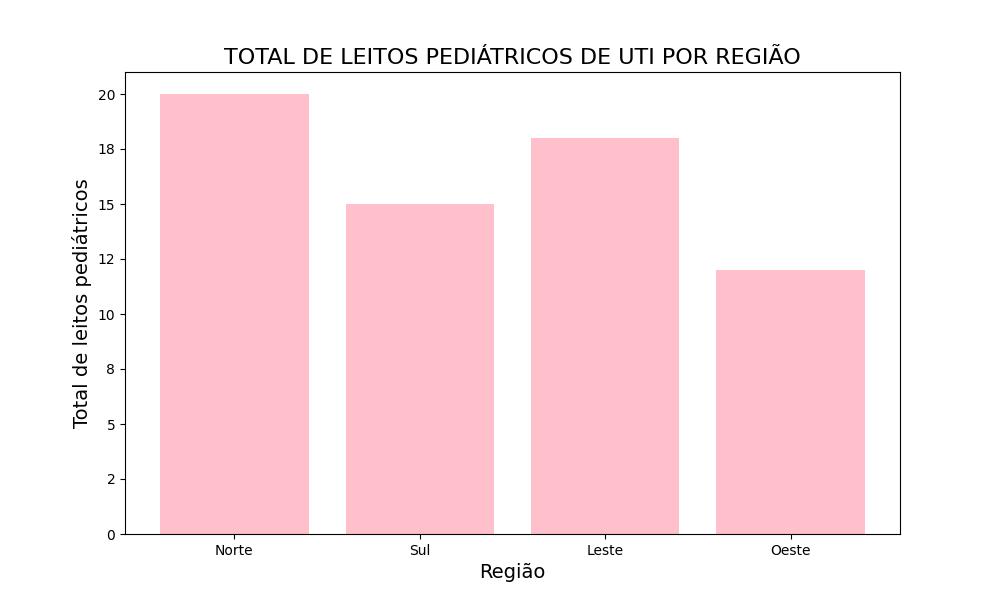 TOTAL DE LEITOS PEDIÁTRICOS DE UTI POR REGIÃO
Total de leitos pediátricos
20
18
15
12
10
8
5
2
0
Norte Sul Leste Oeste
Região